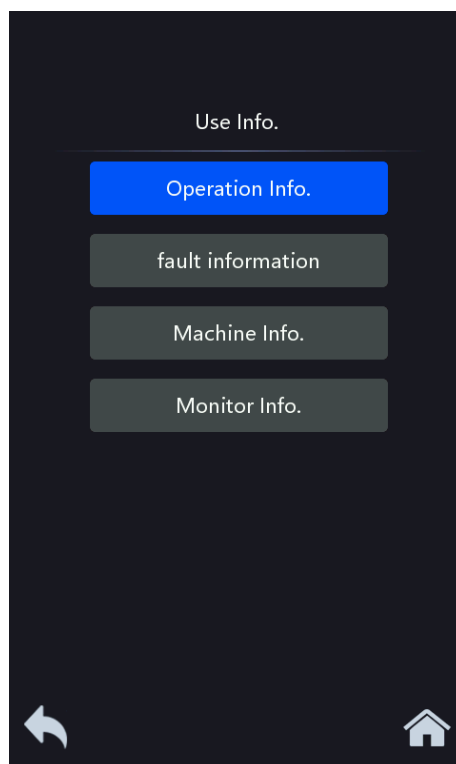 Use Info.
Operation Info.
fault information
Machine Info.
Monitor Info.